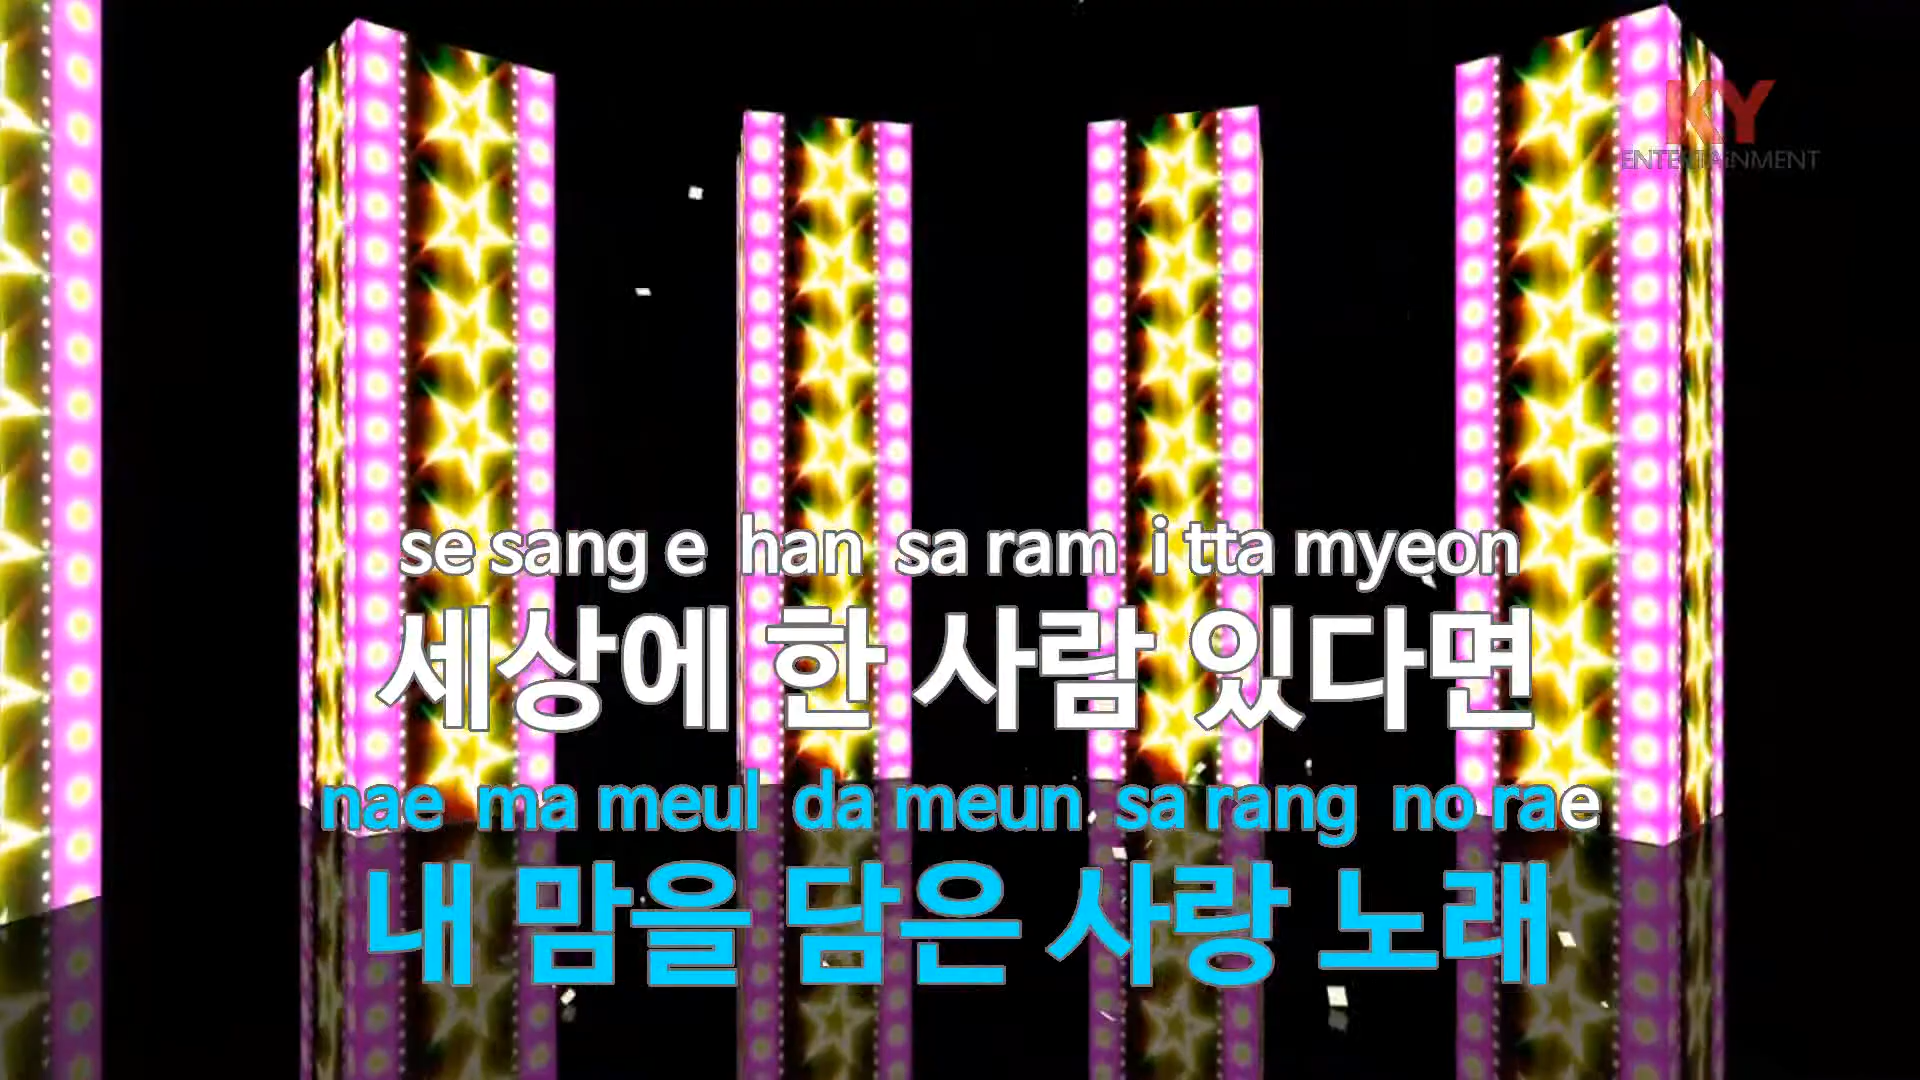 KY
ENTERTAiNMENT
se sang e han sa ram i tta myeon
세상에 한 사람 있다면
nae ma meul da meun sa rang no rae
내 맘을 담은 사랑 노래